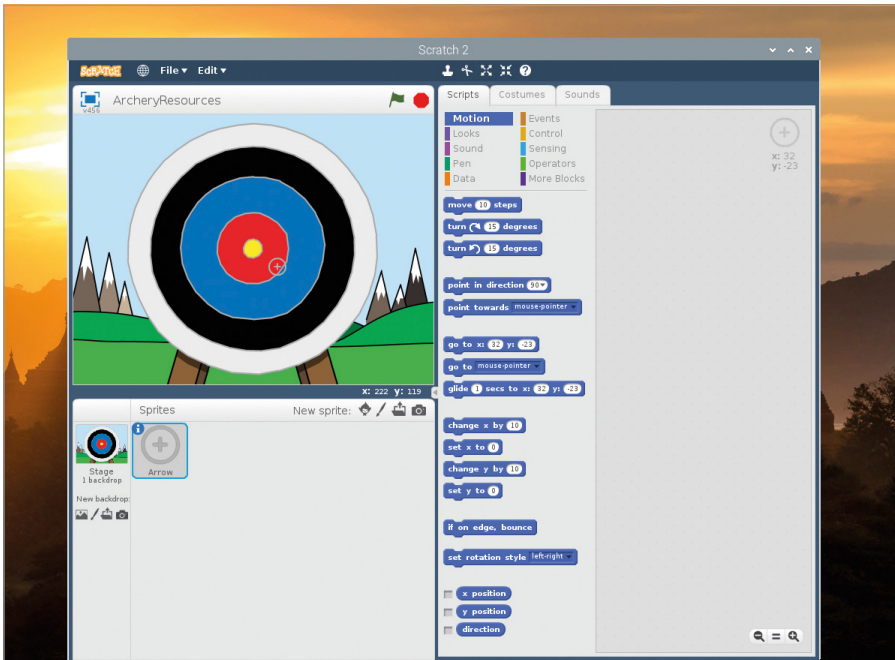 Scratch 2
SCRATCH File Edit
v456 ArcheryResources
x: 222 y: 119
Sprites New sprite:
Stage
1 backdrop
New backdrop:
Arrow
Scripts Costumes Sounds
Motion Events
Looks Control
Sound Sensing
Pen Operators
Data More Blocks
move 10 steps
turn 15 degrees
turn 15 degrees
point in direction 90
point towards mouse-pointer
go to x: 32 y: -23
go to mouse-pointer
glide 1 secs to x: 32 y: -23
change x by 10
set x to 0
change y by 10
set y to 0
if on edge, bounce
set rotation style left-right
x position
y position
direction
x: 32
y: -23